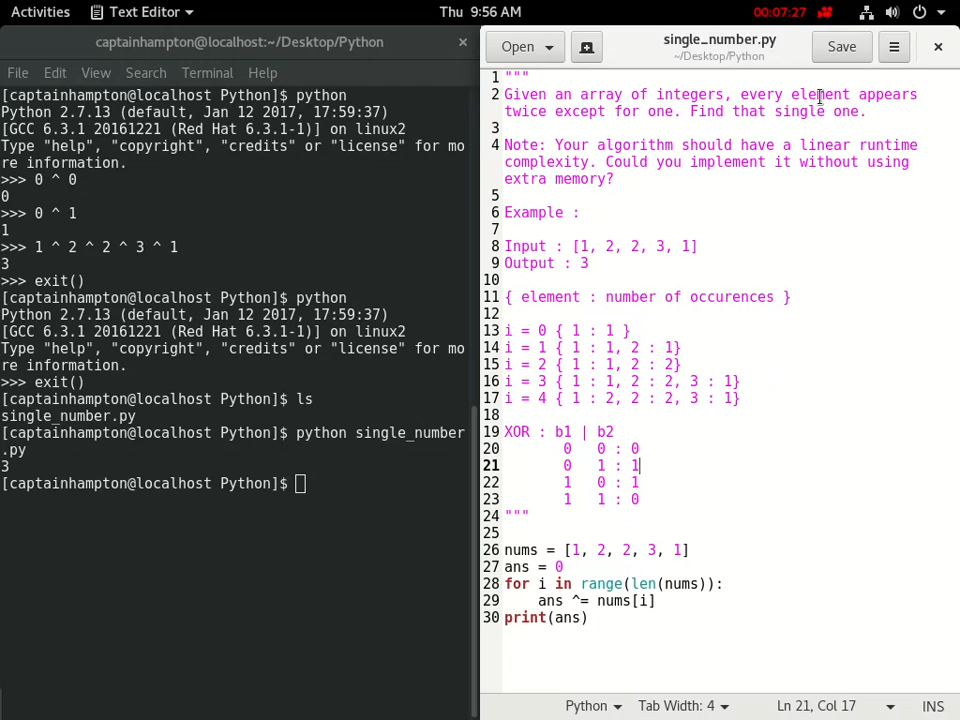 Activities
Text Editor
Thu 9:56 AM
00:07:27
captainhampton@localhost:~/Desktop/Python
File Edit View Search Terminal Help
[captainhampton@localhost Python]$ python
Python 2.7.13 (default, Jan 12 2017, 17:59:37)
[GCC 6.3.1 20161221 (Red Hat 6.3.1-1)] on linux2
Type "help", "copyright", "credits" or "license" for mo
re information.
>>> 0 ^ 0
0
>>> 0 ^ 1
1
>>> 1 ^ 2 ^ 2 ^ 3 ^ 1
3
>>> exit()
[captainhampton@localhost Python]$ python
Python 2.7.13 (default, Jan 12 2017, 17:59:37)
[GCC 6.3.1 20161221 (Red Hat 6.3.1-1)] on linux2
Type "help", "copyright", "credits" or "license" for mo
re information.
>>> exit()
[captainhampton@localhost Python]$ ls
single_number.py
[captainhampton@localhost Python]$ python single_number
.py
3
[captainhampton@localhost Python]$
Open
single_number.py
~/Desktop/Python
Save
1 """
2 Given an array of integers, every element appears
twice except for one. Find that single one.
3
4 Note: Your algorithm should have a linear runtime
complexity. Could you implement it without using
extra memory?
5
6 Example :
7
8 Input : [1, 2, 2, 3, 1]
9 Output : 3
10
11 { element : number of occurences }
12
13 i = 0 { 1 : 1 }
14 i = 1 { 1 : 1, 2 : 1}
15 i = 2 { 1 : 1, 2 : 2}
16 i = 3 { 1 : 1, 2 : 2, 3 : 1}
17 i = 4 { 1 : 2, 2 : 2, 3 : 1}
18
19 XOR : b1 | b2
20 0 0 : 0
21 0 1 : 1
22 1 0 : 1
23 1 1 : 0
24 """
25
26 nums = [1, 2, 2, 3, 1]
27 ans = 0
28 for i in range(len(nums)):
29 ans ^= nums[i]
30 print(ans)
Python Tab Width: 4 Ln 21, Col 17 INS